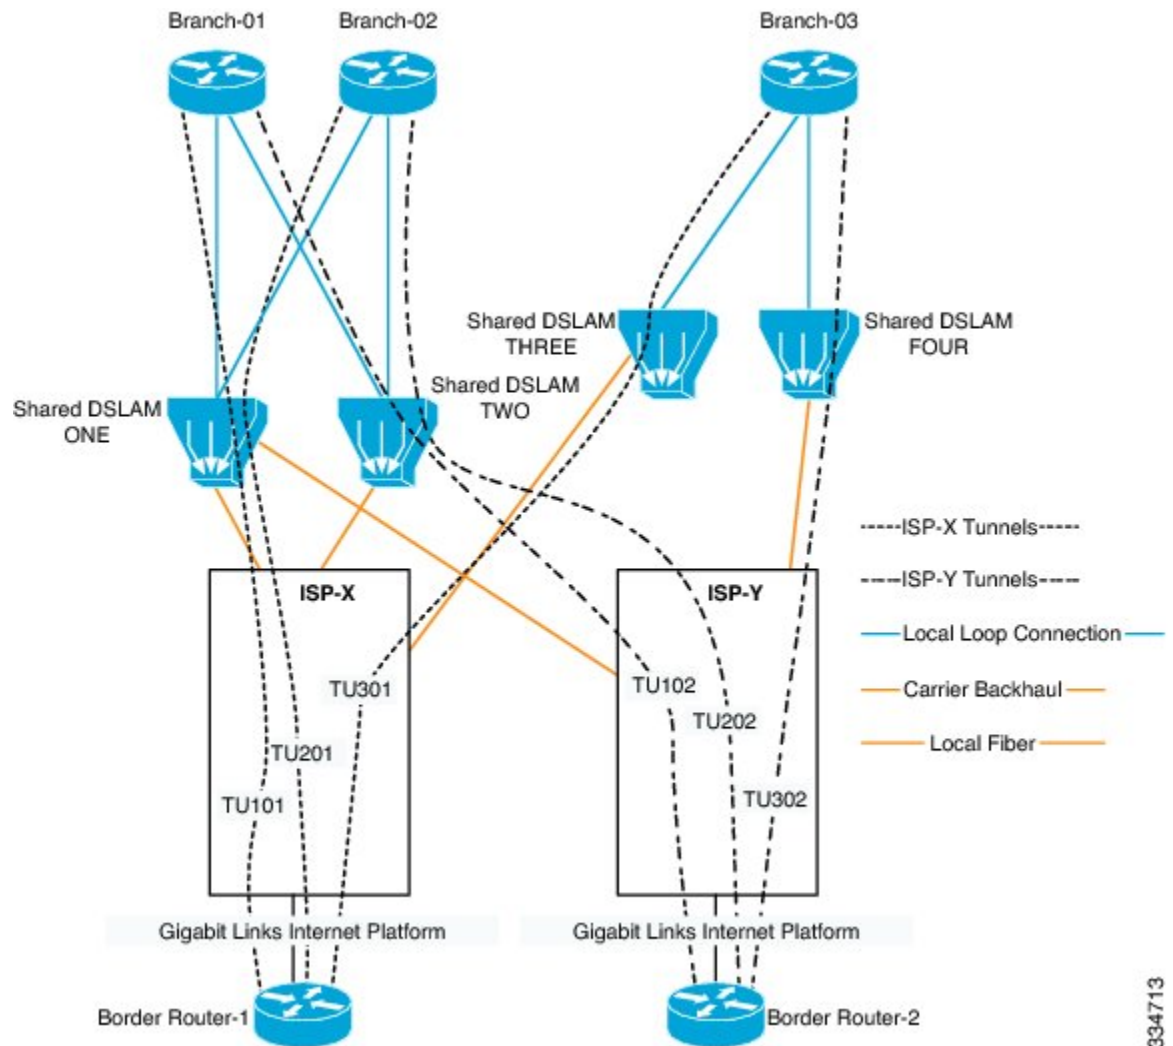 Branch-01
Branch-02
Branch-03
Shared DSLAM
THREE
Shared DSLAM
FOUR
Shared DSLAM
TWO
Shared DSLAM
ONE
ISP-X Tunnels
ISP-Y Tunnels
Local Loop Connection
Carrier Backhaul
Local Fiber
ISP-X
ISP-Y
TU301
TU102
TU202
TU201
TU101
TU302
Gigabit Links Internet Platform
Gigabit Links Internet Platform
Border Router-1
Border Router-2
334713